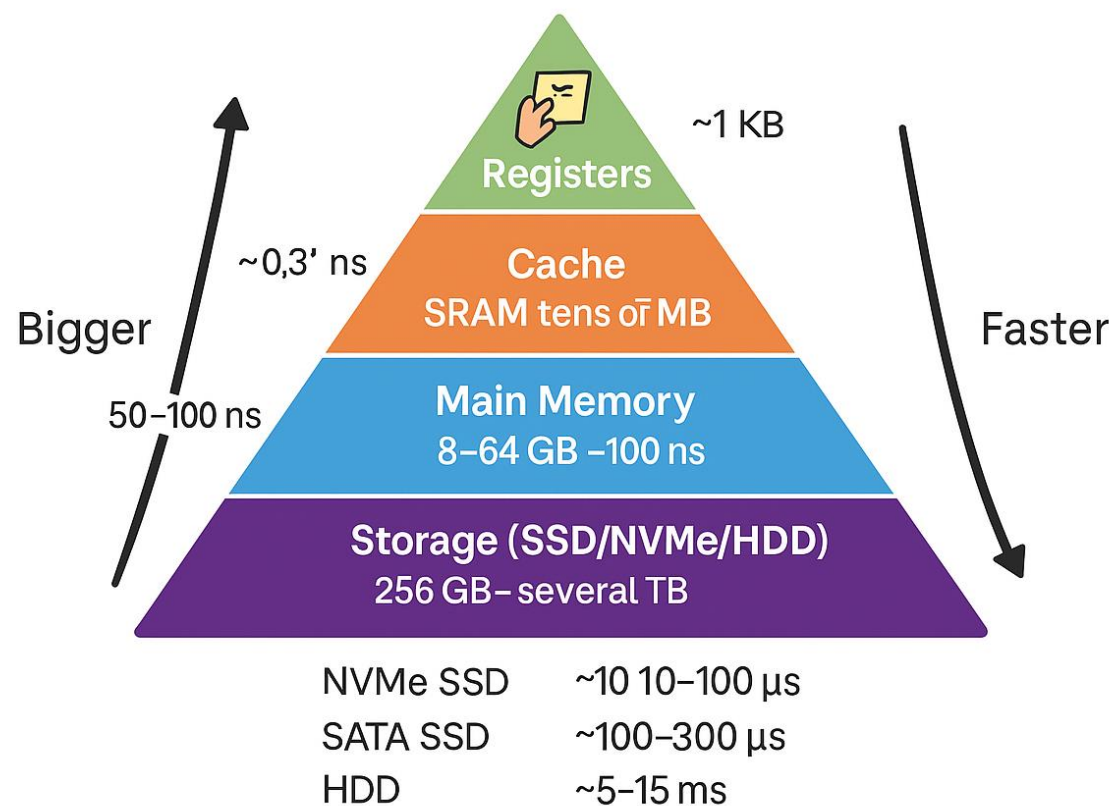 ~1 KB
Registers
~0,3' ns
Cache
SRAM tens of MB
Bigger
Faster
50–100 ns
Main Memory
8–64 GB –100 ns
Storage (SSD/NVMe/HDD)
256 GB– several TB
NVMe SSD ~10 10–100 µs
SATA SSD ~100–300 µs
HDD ~5–15 ms